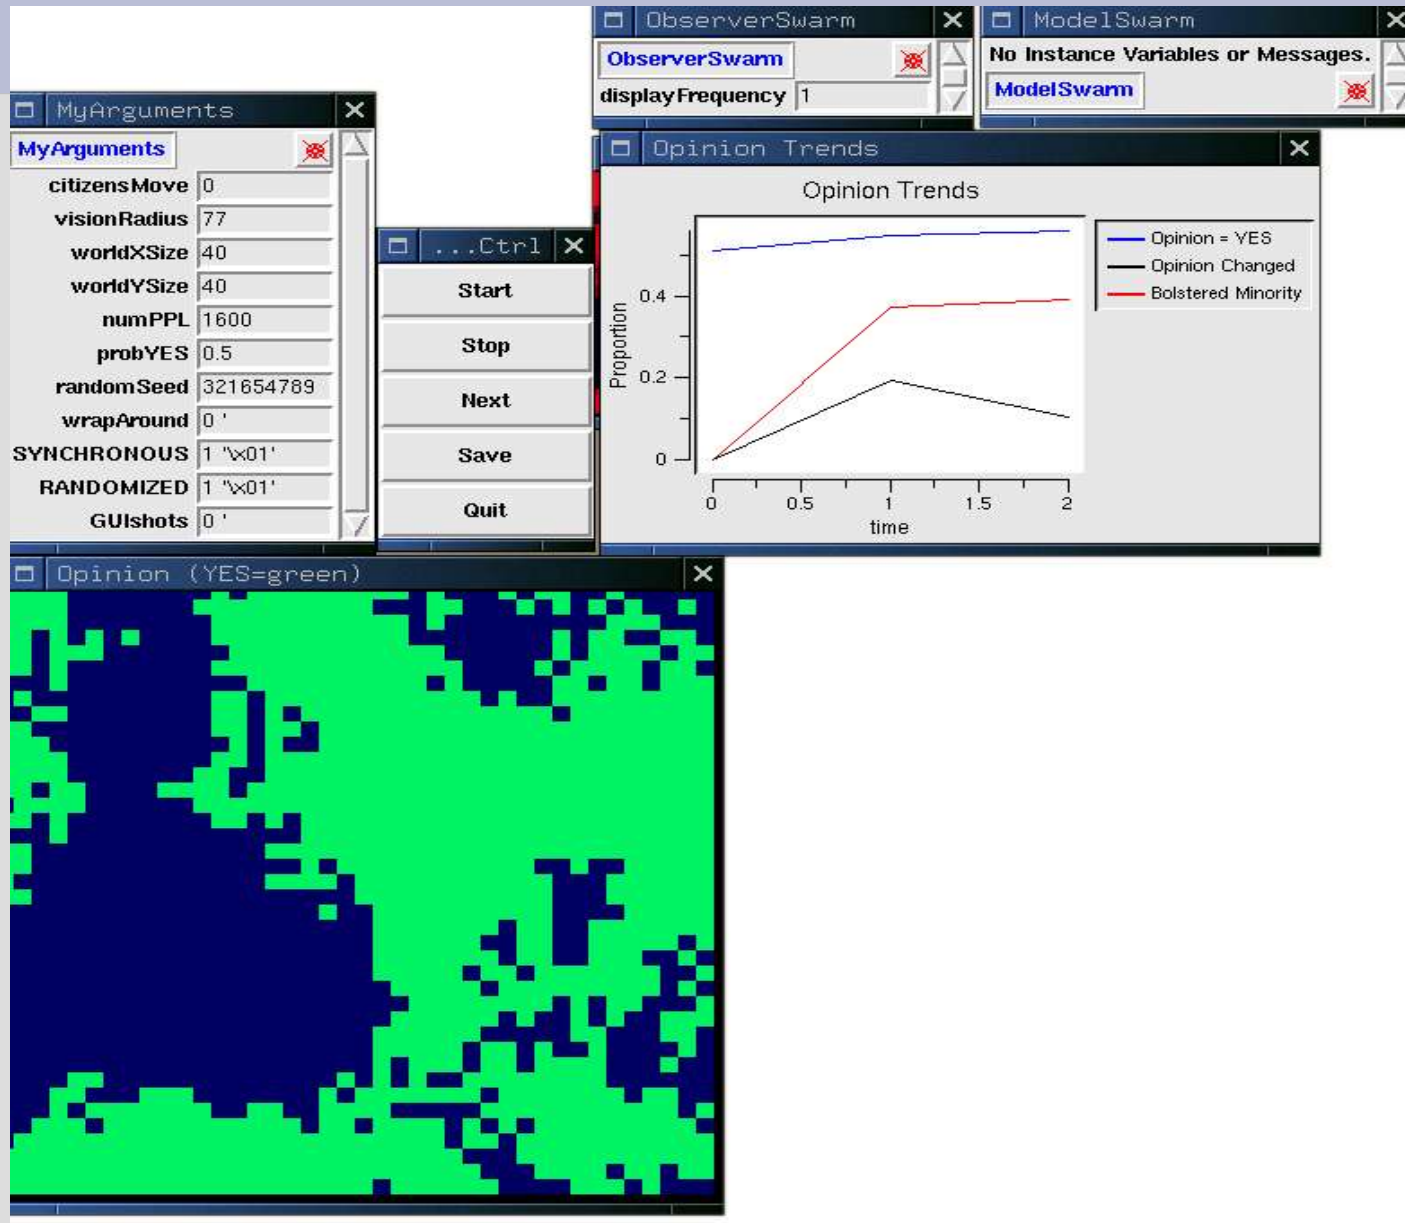 ObserverSwarm
ObserverSwarm
displayFrequency 1
ModelSwarm
No Instance Variables or Messages.
ModelSwarm
MyArguments
MyArguments
citizensMove 0
visionRadius 77
worldXSize 40
worldYSize 40
numPPL 1600
probYES 0.5
randomSeed 321654789
wrapAround 0 '
SYNCHRONOUS 1 '\x01'
RANDOMIZED 1 '\x01'
GUIshots 0 '
...Ctrl
Start
Stop
Next
Save
Quit
Opinion Trends
Opinion Trends
Proportion
0.4
0.2
0
0 0.5 1 1.5 2
time
Opinion = YES
Opinion Changed
Bolstered Minority
Opinion (YES=green)